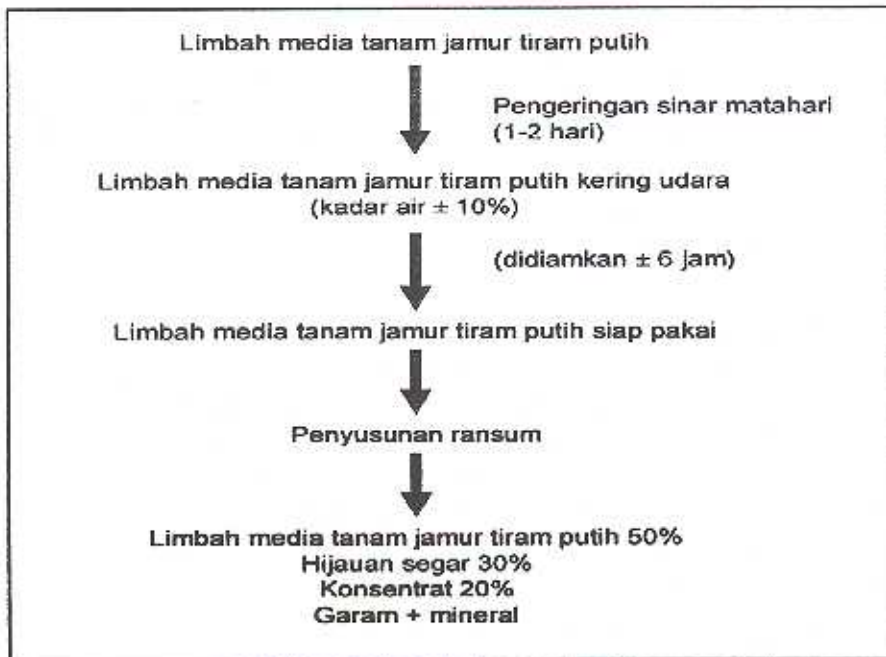 Limbah media tanam jamur tiram putih
Pengeringan sinar matahari
(1-2 hari)
Limbah media tanam jamur tiram putih kering udara
(kadar air ± 10%)
(didiamkan ± 6 jam)
Limbah media tanam jamur tiram putih siap pakai
Penyusunan ransum
Limbah media tanam jamur tiram putih 50%
Hijauan segar 30%
Konsentrat 20%
Garam + mineral